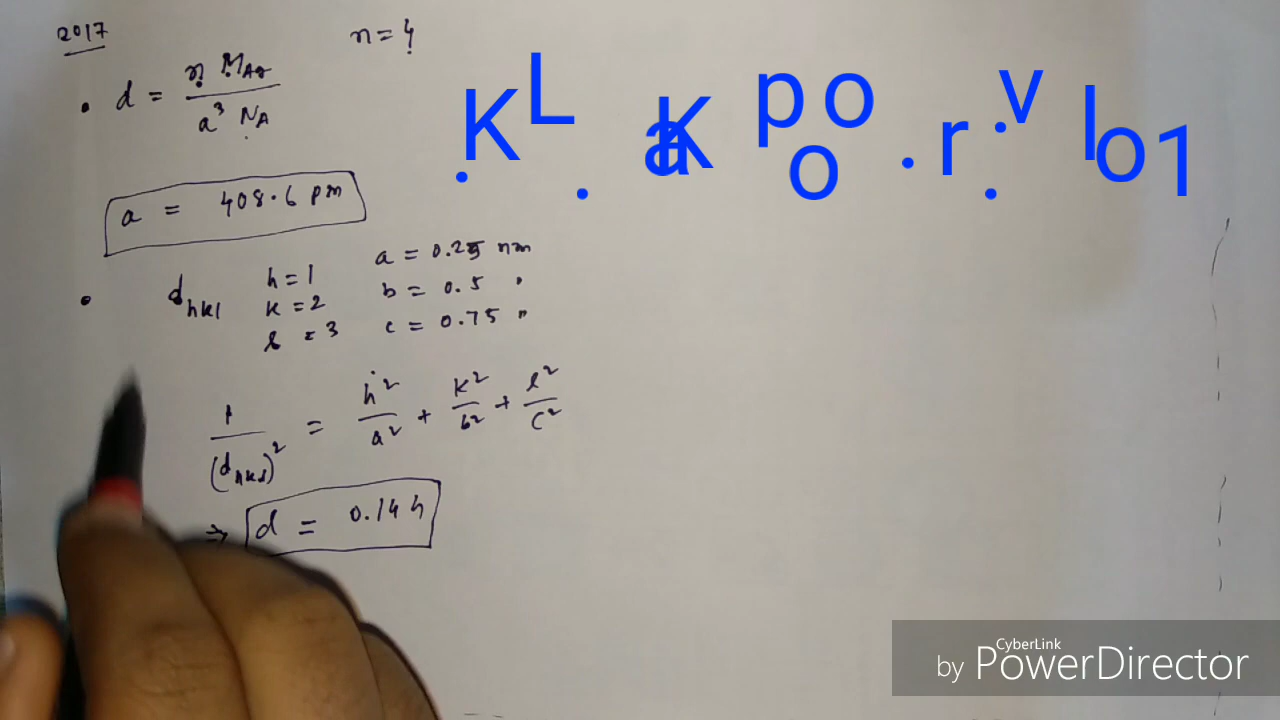 2017
n = 4
• d = n M_Ag / a³ N_A
a = 408.6 pm
• d_hkl h = 1 a = 0.25 nm
k = 2 b = 0.5 "
l = 3 c = 0.75 "
1 / (d_hkl)² = h²/a² + k²/b² + l²/c²
⇒ d = 0.14 h
CyberLink
by PowerDirector